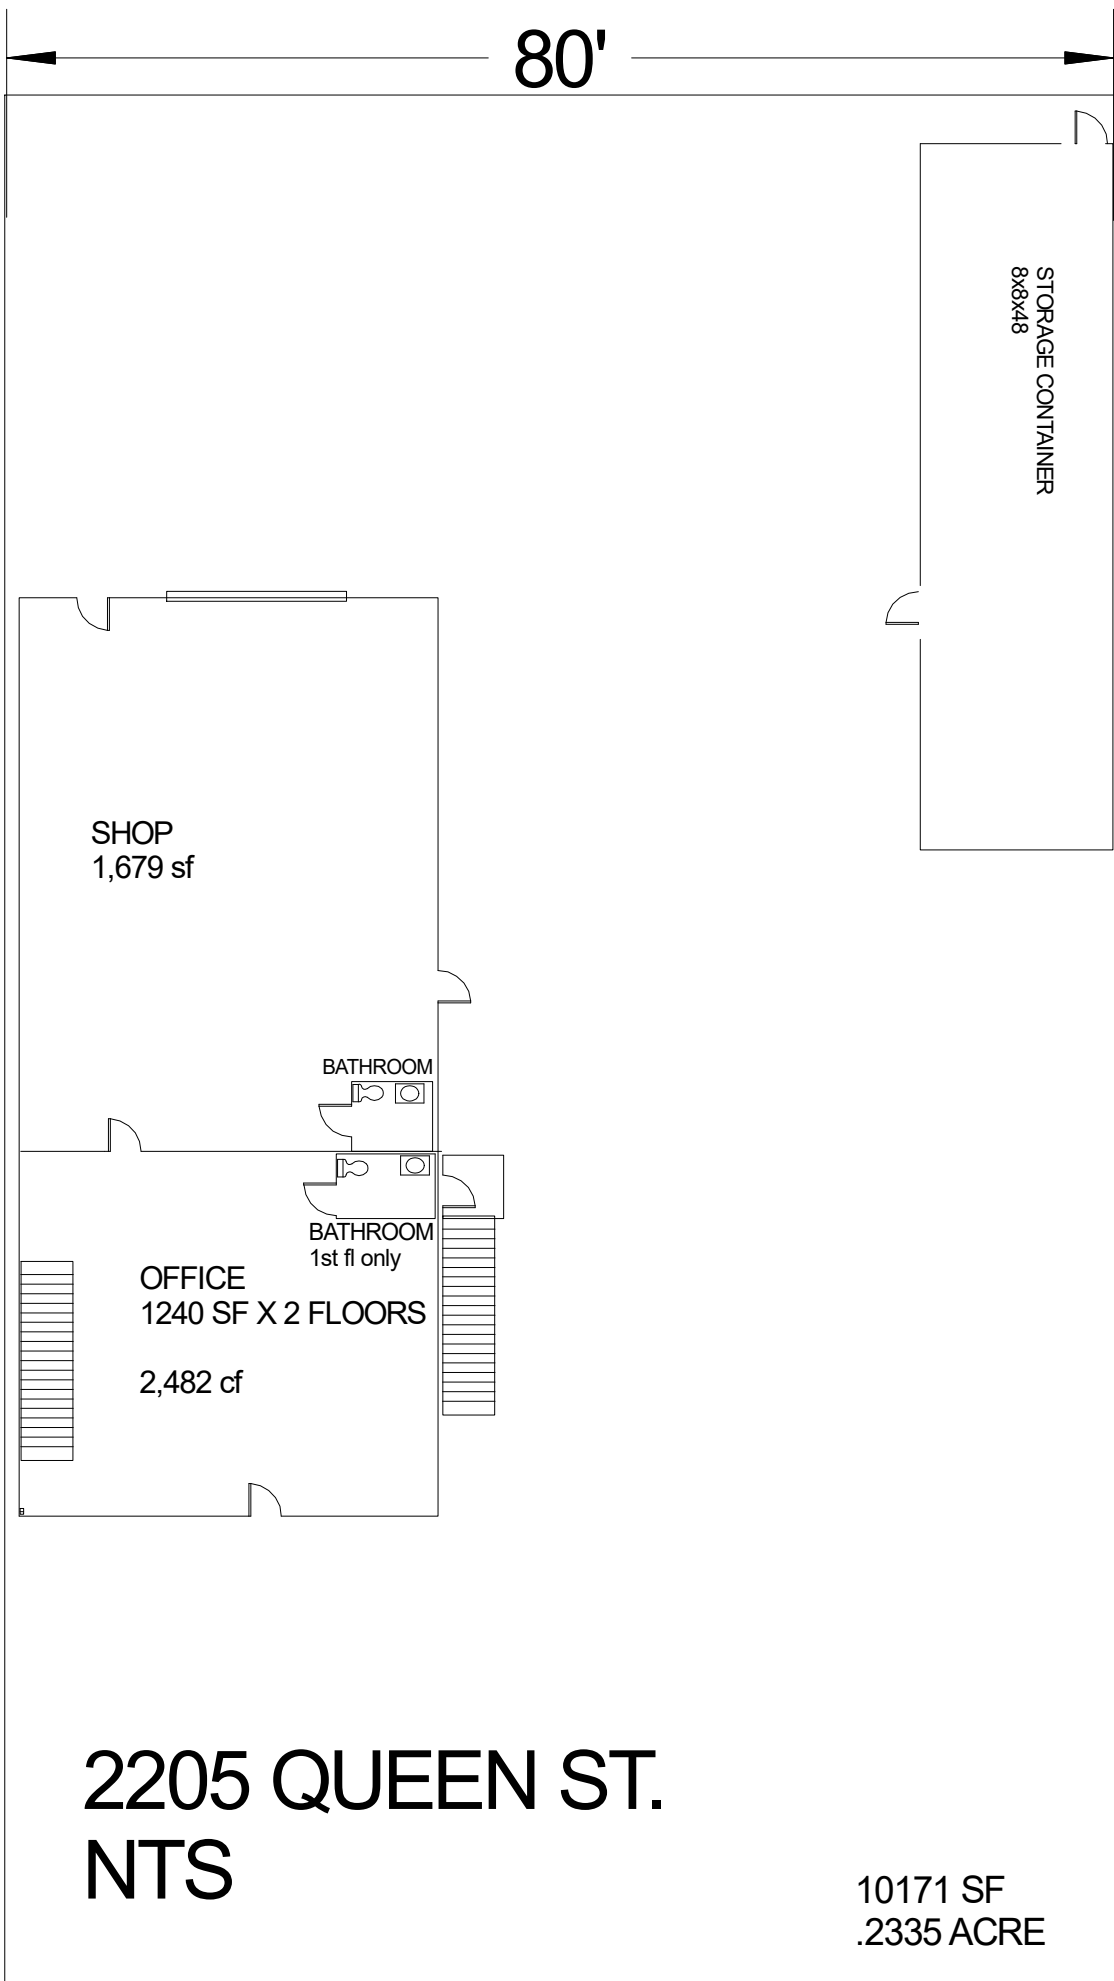 80'
STORAGE CONTAINER
8x8x48
SHOP
1,679 sf
BATHROOM
BATHROOM
1st fl only
OFFICE
1240 SF X 2 FLOORS
2,482 cf
2205 QUEEN ST.
NTS
10171 SF
.2335 ACRE